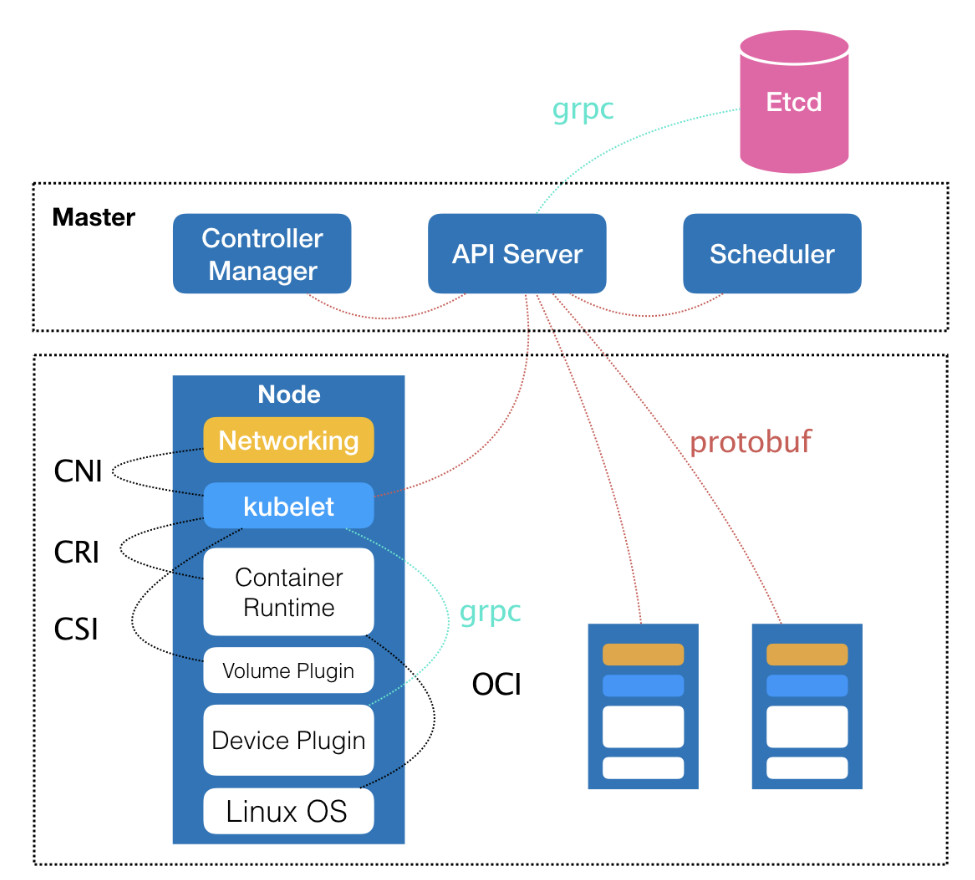 Etcd
grpc
Master
Controller
Manager
API Server
Scheduler
Node
Networking
CNI
protobuf
kubelet
CRI
Container
Runtime
grpc
CSI
Volume Plugin
OCI
Device Plugin
Linux OS